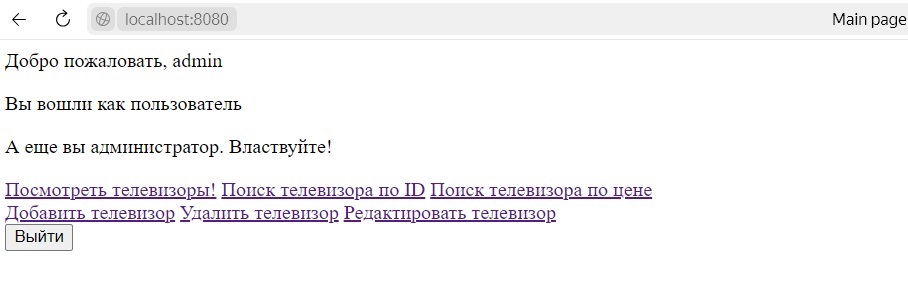 localhost:8080 Main page
Добро пожаловать, admin
Вы вошли как пользователь
А еще вы администратор. Властвуйте!
Посмотреть телевизоры! Поиск телевизора по ID Поиск телевизора по цене
Добавить телевизор Удалить телевизор Редактировать телевизор
Выйти